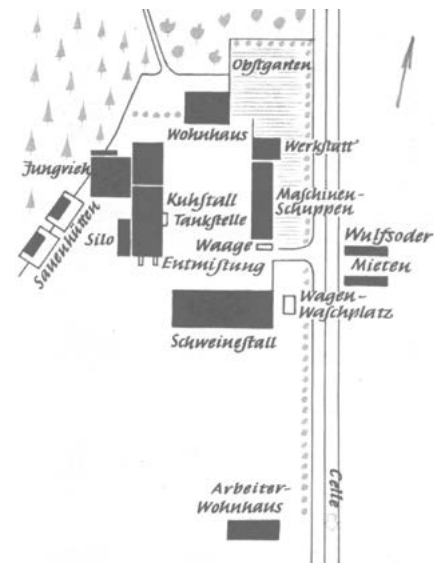 Obſtgarten
Wohnhaus
Werkſtatt
Jungvieh
Kuhſtall
Tankſtelle
Maſchinen-
Schuppen
Sauenhütten
Silo
Waage
Entmiſtung
Wulfsoder
Mieten
Wagen-
Waſchplatz
Schweineſtall
Arbeiter-
Wohnhaus
Celle